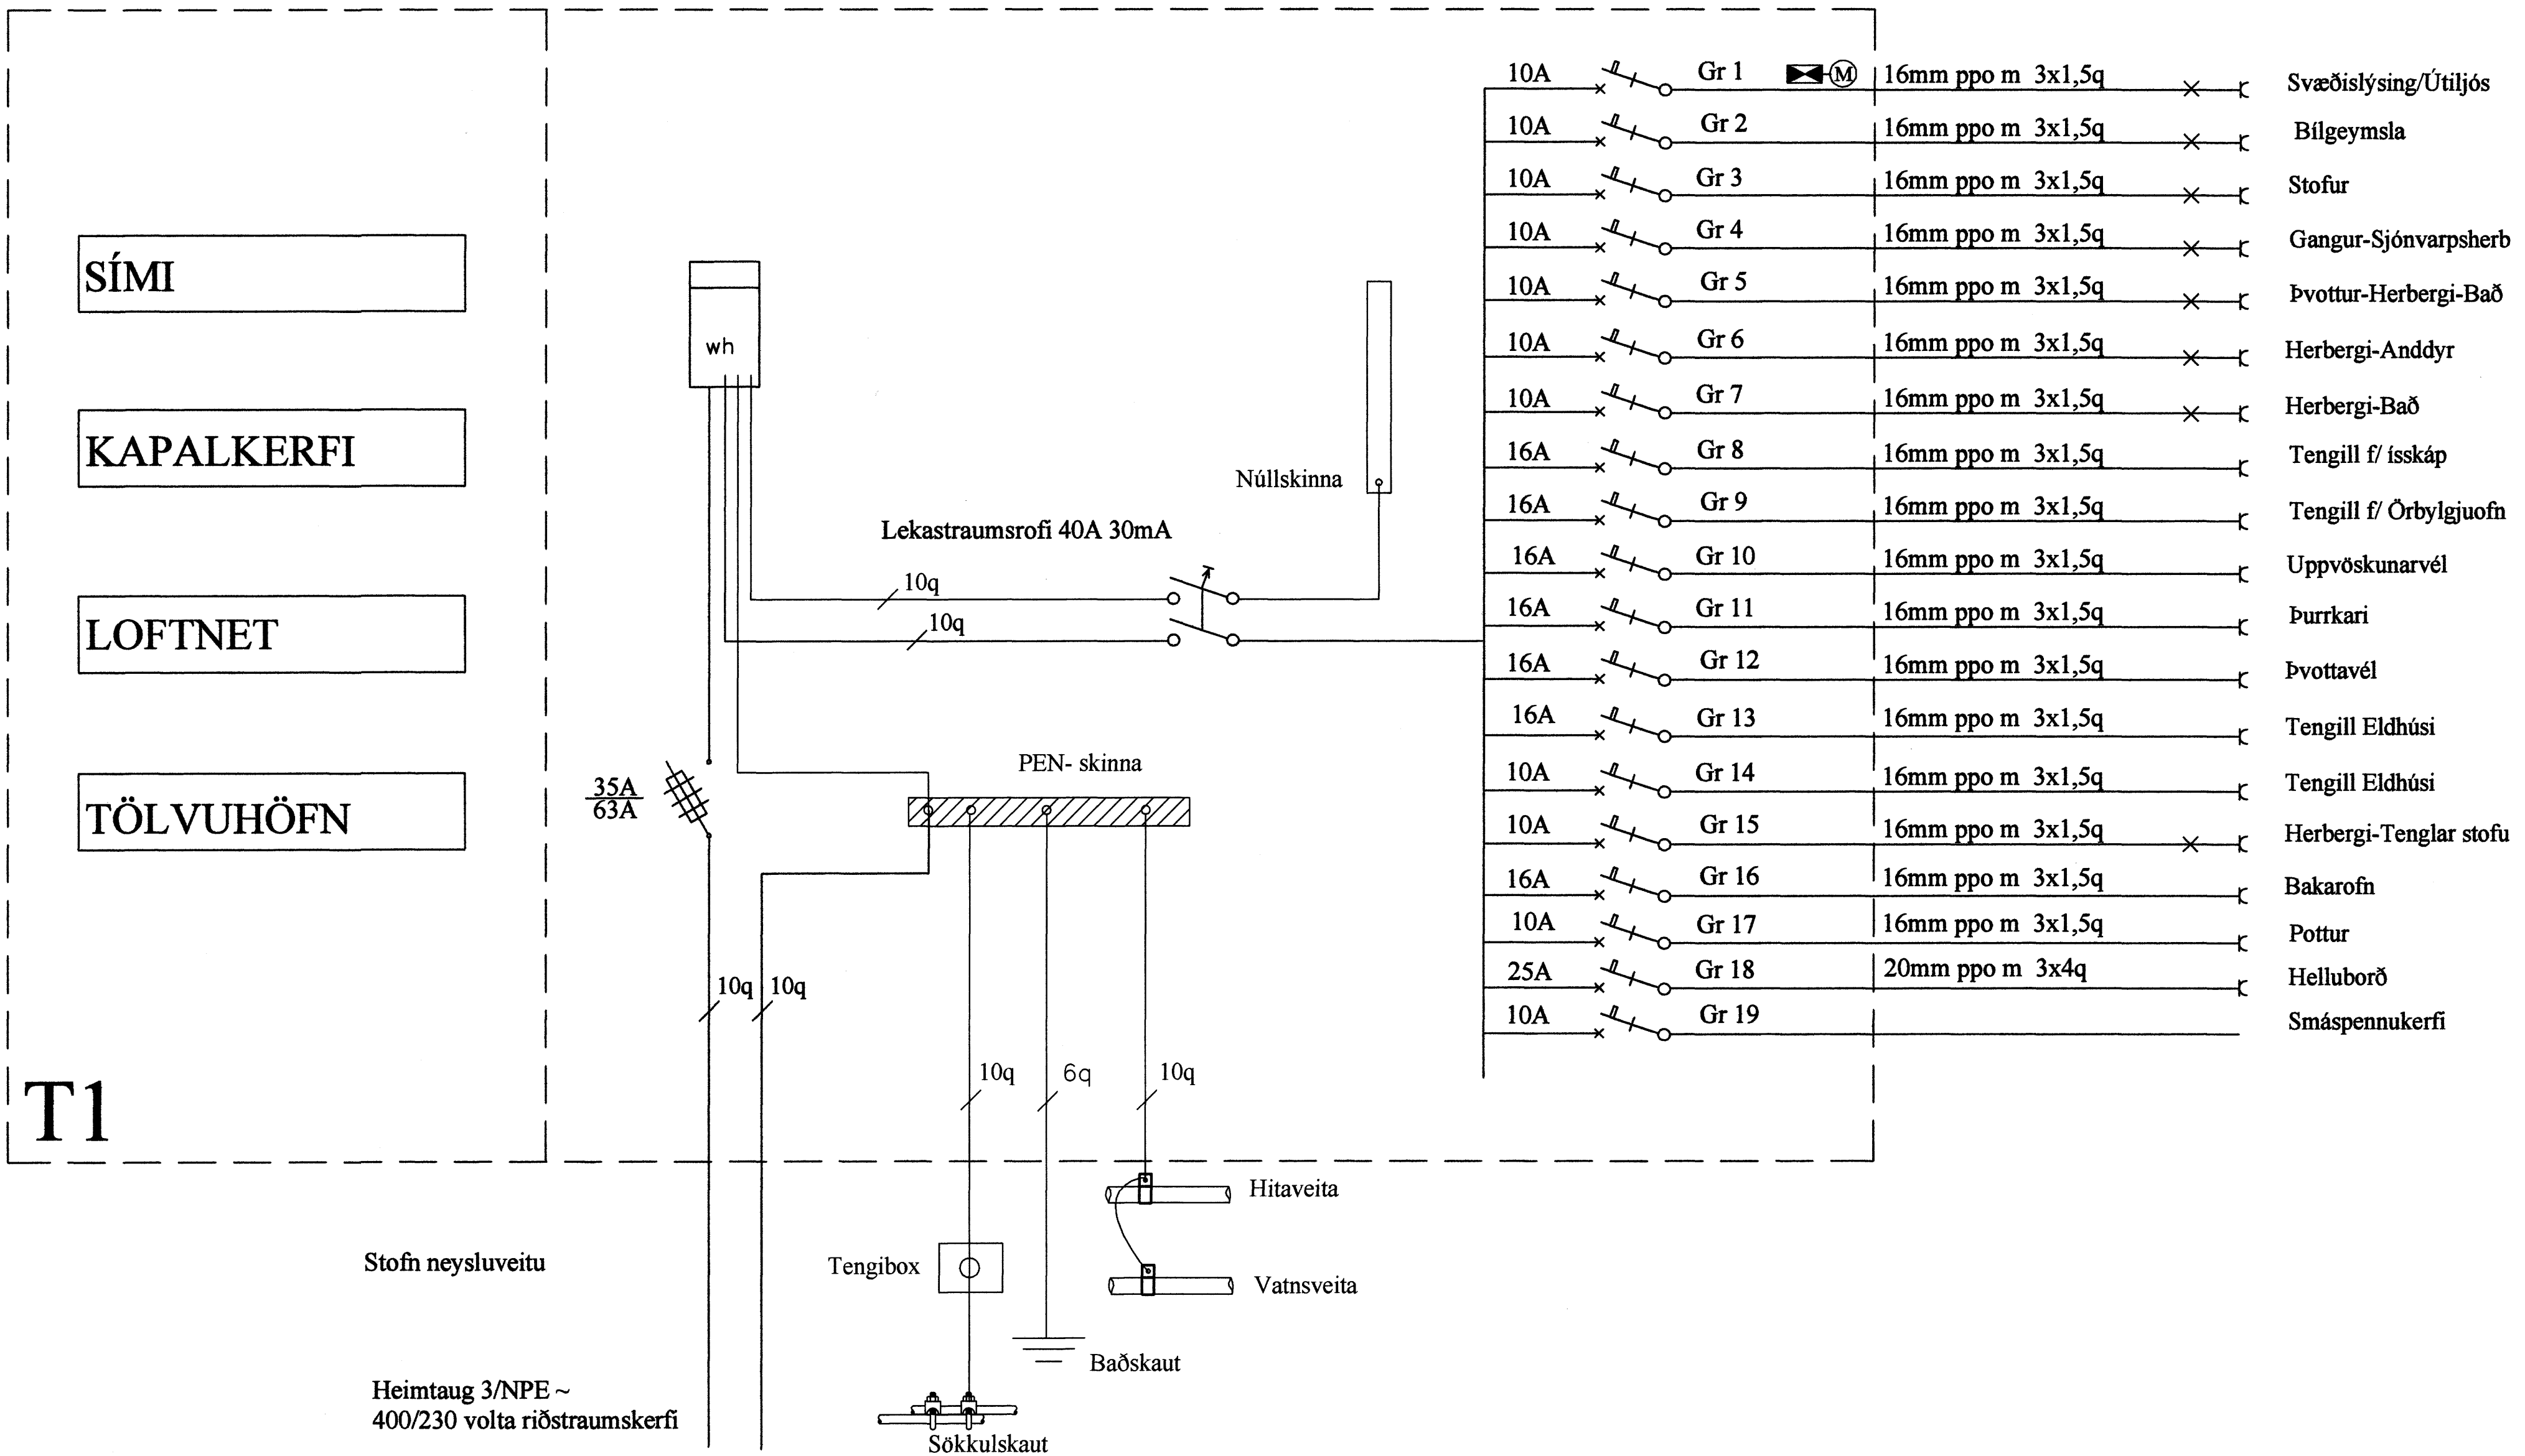 SÍMI
KAPALKERFI
LOFTNET
TÖLVUHÖFN
T1
wh
Núllskinna
Lekastraumsrofi 40A 30mA
10q
10q
35A
63A
PEN- skinna
10q
10q
10q
6q
10q
Hitaveita
Vatnsveita
Tengibox
Baðskaut
Sökkulskaut
Stofn neysluveitu
Heimtaug 3/NPE ~
400/230 volta riðstraumskerfi
10A Gr 1 M 16mm ppo m 3x1,5q Svæðislýsing/Útiljós
10A Gr 2 16mm ppo m 3x1,5q Bílgeymsla
10A Gr 3 16mm ppo m 3x1,5q Stofur
10A Gr 4 16mm ppo m 3x1,5q Gangur-Sjónvarpsherb
10A Gr 5 16mm ppo m 3x1,5q Þvottur-Herbergi-Bað
10A Gr 6 16mm ppo m 3x1,5q Herbergi-Anddyr
10A Gr 7 16mm ppo m 3x1,5q Herbergi-Bað
16A Gr 8 16mm ppo m 3x1,5q Tengill f/ ísskáp
16A Gr 9 16mm ppo m 3x1,5q Tengill f/ Örbylgjuofn
16A Gr 10 16mm ppo m 3x1,5q Uppvöskunarvél
16A Gr 11 16mm ppo m 3x1,5q Þurrkari
16A Gr 12 16mm ppo m 3x1,5q Þvottavél
16A Gr 13 16mm ppo m 3x1,5q Tengill Eldhúsi
10A Gr 14 16mm ppo m 3x1,5q Tengill Eldhúsi
10A Gr 15 16mm ppo m 3x1,5q Herbergi-Tenglar stofu
16A Gr 16 16mm ppo m 3x1,5q Bakarofn
10A Gr 17 16mm ppo m 3x1,5q Pottur
25A Gr 18 20mm ppo m 3x4q Helluborð
10A Gr 19 Smáspennukerfi